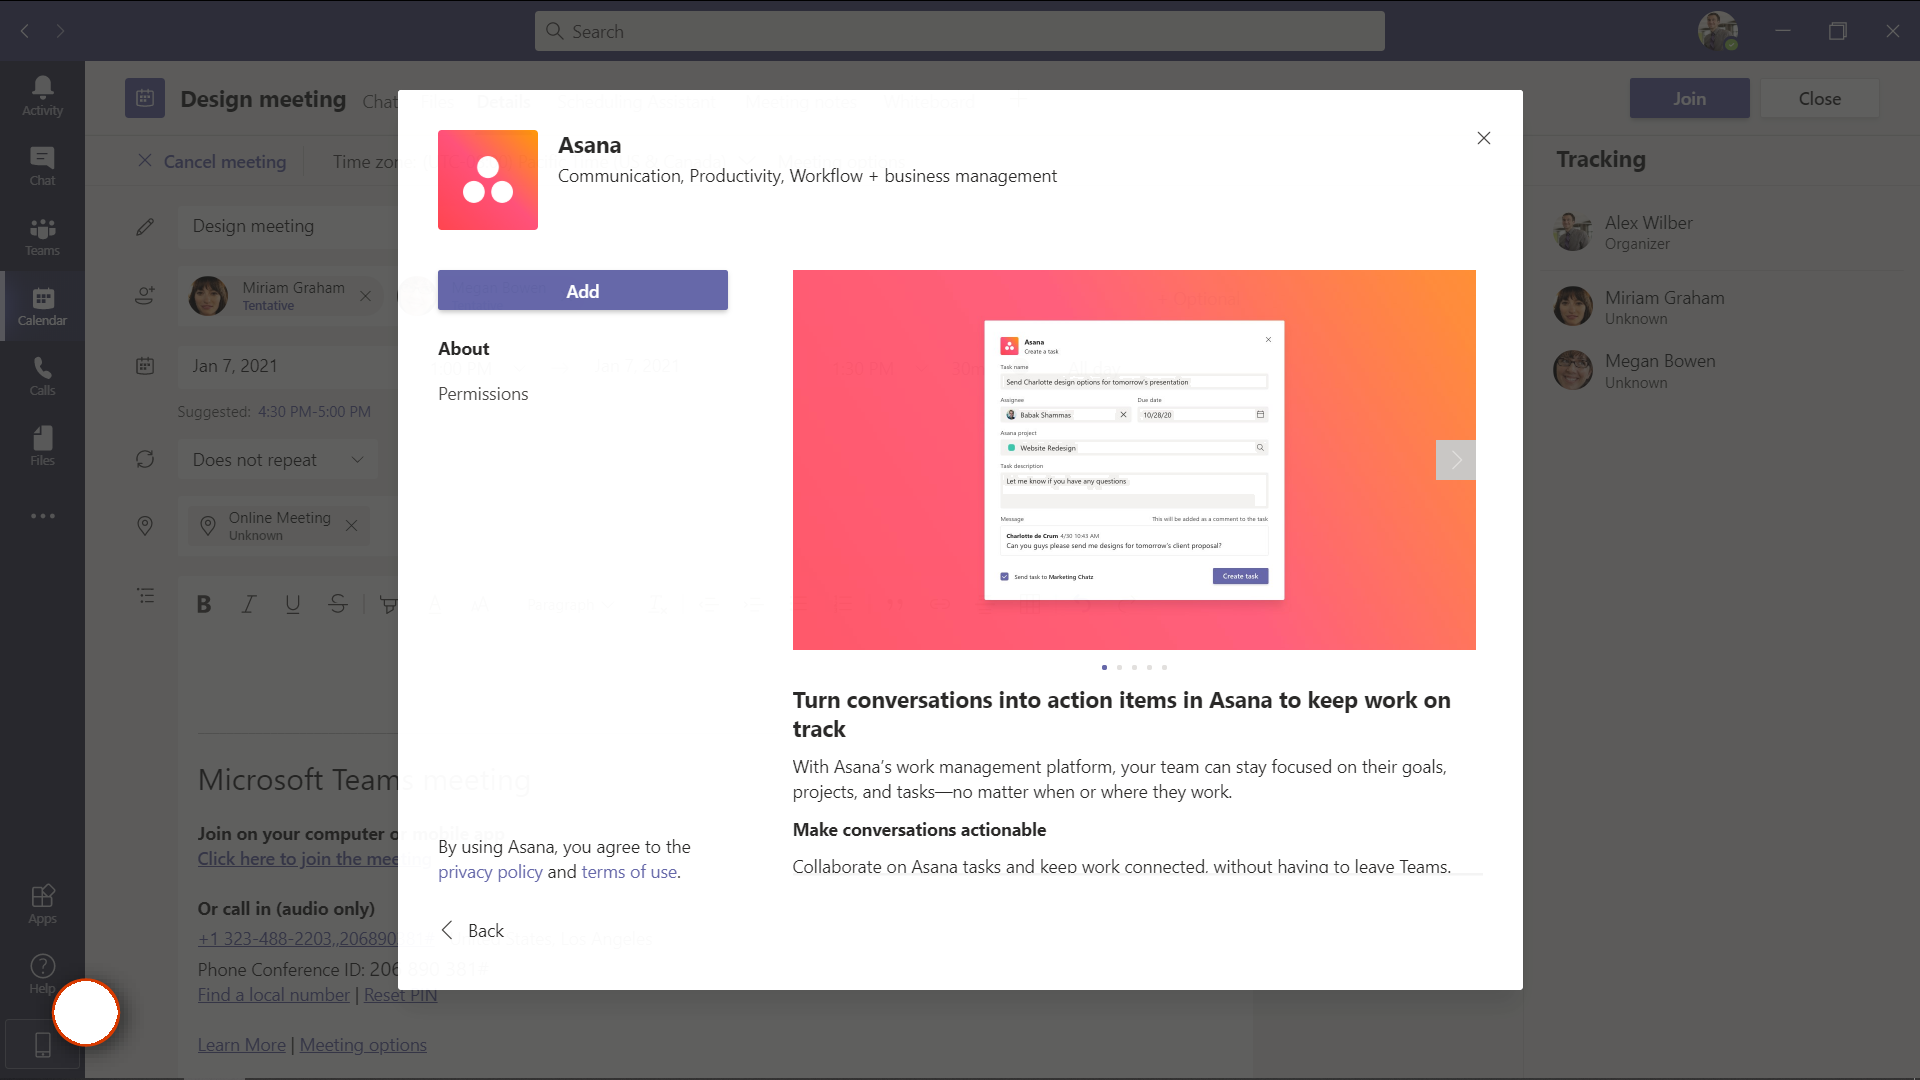 Search
Activity
Chat
Teams
Calendar
Calls
Files
Apps
Help
Design meeting
Chat
Join
Close
Cancel meeting
Time zo
Design meeting
Miriam Graham
Tentative
Jan 7, 2021
Suggested: 4:30 PM-5:00 PM
Does not repeat
Online Meeting
Unknown
B I U S
Microsoft Teams meeting
Join on your computer or mobile app
Click here to join the meeting
Or call in (audio only)
+1 323-488-2203,,206890
Phone Conference ID: 206 890 381#
Find a local number | Reset PIN
Learn More | Meeting options
Asana
Communication, Productivity, Workflow + business management
Add
About
Permissions
By using Asana, you agree to the
privacy policy and terms of use.
Back
Asana
Create a task
Task name
Send Charlotte design options for tomorrow's presentation
Assignee
Due date
Babak Shammas
10/28/20
Asana project
Website Redesign
Task description
Let me know if you have any questions
Message
This will be added as a comment to the task
Charlotte de Crum 4/30 10:43 AM
Can you guys please send me designs for tomorrow's client proposal?
Send task to Marketing Chatz
Create task
Turn conversations into action items in Asana to keep work on
track
With Asana’s work management platform, your team can stay focused on their goals,
projects, and tasks—no matter when or where they work.
Make conversations actionable
Collaborate on Asana tasks and keep work connected, without having to leave Teams.
Tracking
Alex Wilber
Organizer
Miriam Graham
Unknown
Megan Bowen
Unknown